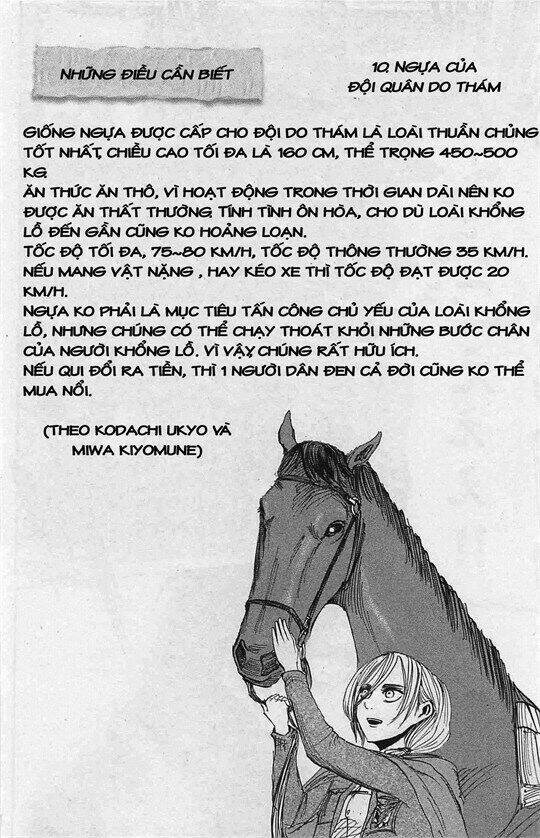 NHỮNG ĐIỀU CẦN BIẾT
10. NGỰA CỦA
ĐỘI QUÂN DO THÁM
GIỐNG NGỰA ĐƯỢC CẤP CHO ĐỘI DO THÁM LÀ LOÀI THUẦN CHỦNG
TỐT NHẤT, CHIỀU CAO TỐI ĐA LÀ 160 CM, THỂ TRỌNG 450~500
KG.
ĂN THỨC ĂN THÔ, VÌ HOẠT ĐỘNG TRONG THỜI GIAN DÀI NÊN KO
ĐƯỢC ĂN THẤT THƯỜNG. TÍNH TÌNH ÔN HÒA, CHO DÙ LOÀI KHỔNG
LỒ ĐẾN GẦN CŨNG KO HOẢNG LOẠN.
TỐC ĐỘ TỐI ĐA, 75~80 KM/H, TỐC ĐỘ THÔNG THƯỜNG 35 KM/H.
NẾU MANG VẬT NẶNG , HAY KÉO XE THÌ TỐC ĐỘ ĐẠT ĐƯỢC 20
KM/H.
NGỰA KO PHẢI LÀ MỤC TIÊU TẤN CÔNG CHỦ YẾU CỦA LOÀI KHỔNG
LỒ, NHƯNG CHÚNG CÓ THỂ CHẠY THOÁT KHỎI NHỮNG BƯỚC CHÂN
CỦA NGƯỜI KHỔNG LỒ. VÌ VẬY, CHÚNG RẤT HỮU ÍCH.
NẾU QUI ĐỔI RA TIỀN, THÌ 1 NGƯỜI DÂN ĐEN CẢ ĐỜI CŨNG KO THỂ
MUA NỔI.
(THEO KODACHI UKYO VÀ
MIWA KIYOMUNE)